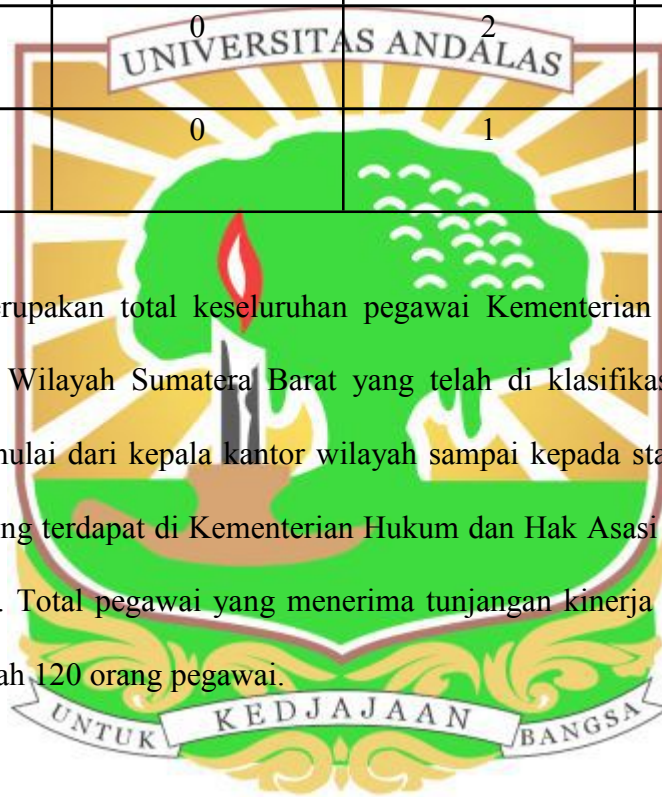 0 2
UNIVERSITAS ANDALAS
0 1
erupakan total keseluruhan pegawai Kementerian
Wilayah Sumatera Barat yang telah di klasifikas
mulai dari kepala kantor wilayah sampai kepada sta
ng terdapat di Kementerian Hukum dan Hak Asasi
. Total pegawai yang menerima tunjangan kinerja
ah 120 orang pegawai.
UNTUK KEDJAJAAN BANGSA